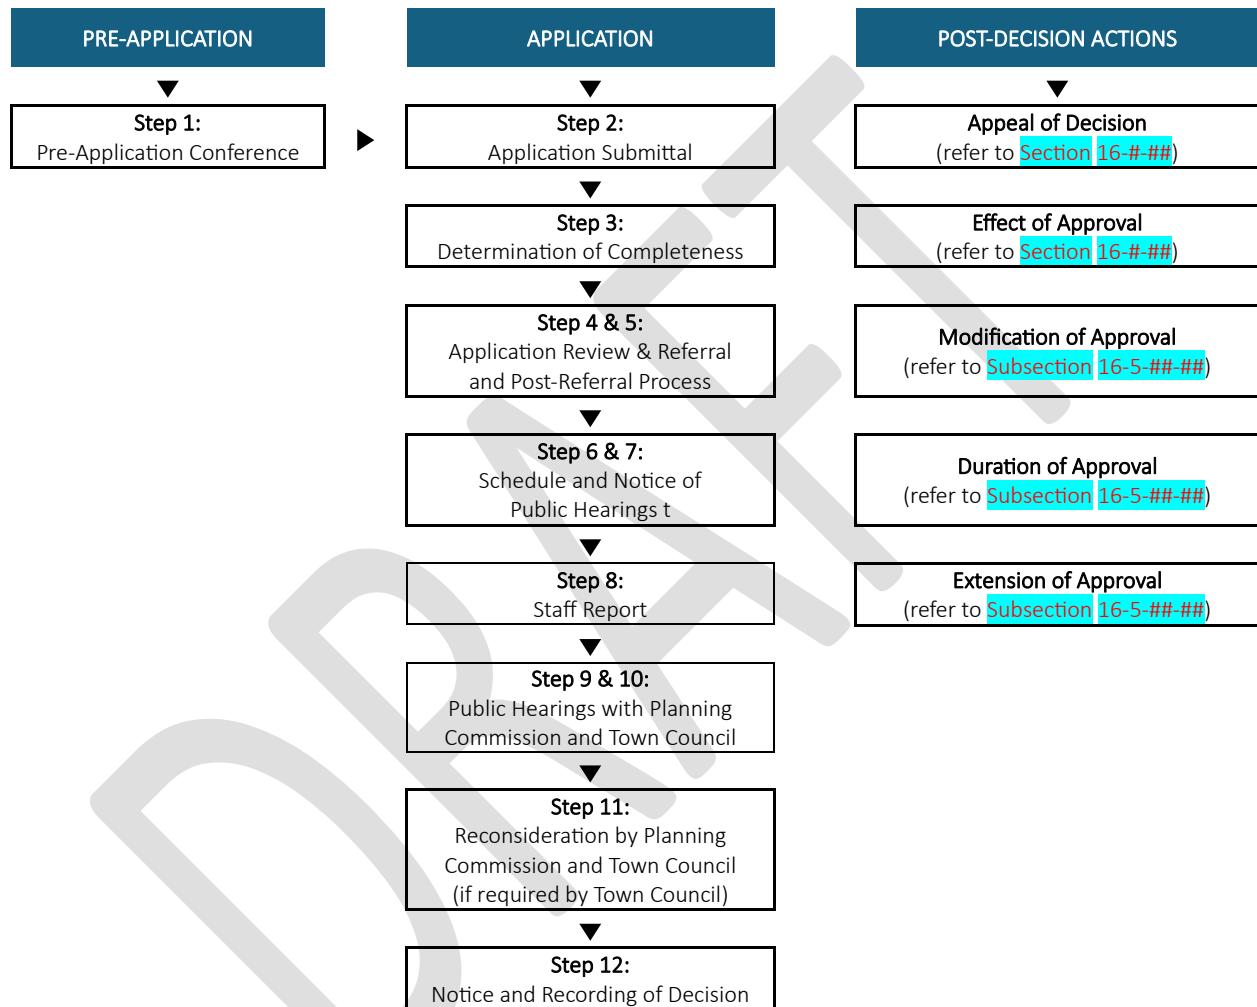 PRE-APPLICATION
Step 1:
Pre-Application Conference
APPLICATION
Step 2:
Application Submittal
Step 3:
Determination of Completeness
Step 4 & 5:
Application Review & Referral
and Post-Referral Process
Step 6 & 7:
Schedule and Notice of
Public Hearings t
Step 8:
Staff Report
Step 9 & 10:
Public Hearings with Planning
Commission and Town Council
Step 11:
Reconsideration by Planning
Commission and Town Council
(if required by Town Council)
Step 12:
Notice and Recording of Decision
POST-DECISION ACTIONS
Appeal of Decision
(refer to Section 16-#-##)
Effect of Approval
(refer to Section 16-#-##)
Modification of Approval
(refer to Subsection 16-5-##-##)
Duration of Approval
(refer to Subsection 16-5-##-##)
Extension of Approval
(refer to Subsection 16-5-##-##)
DRAFT